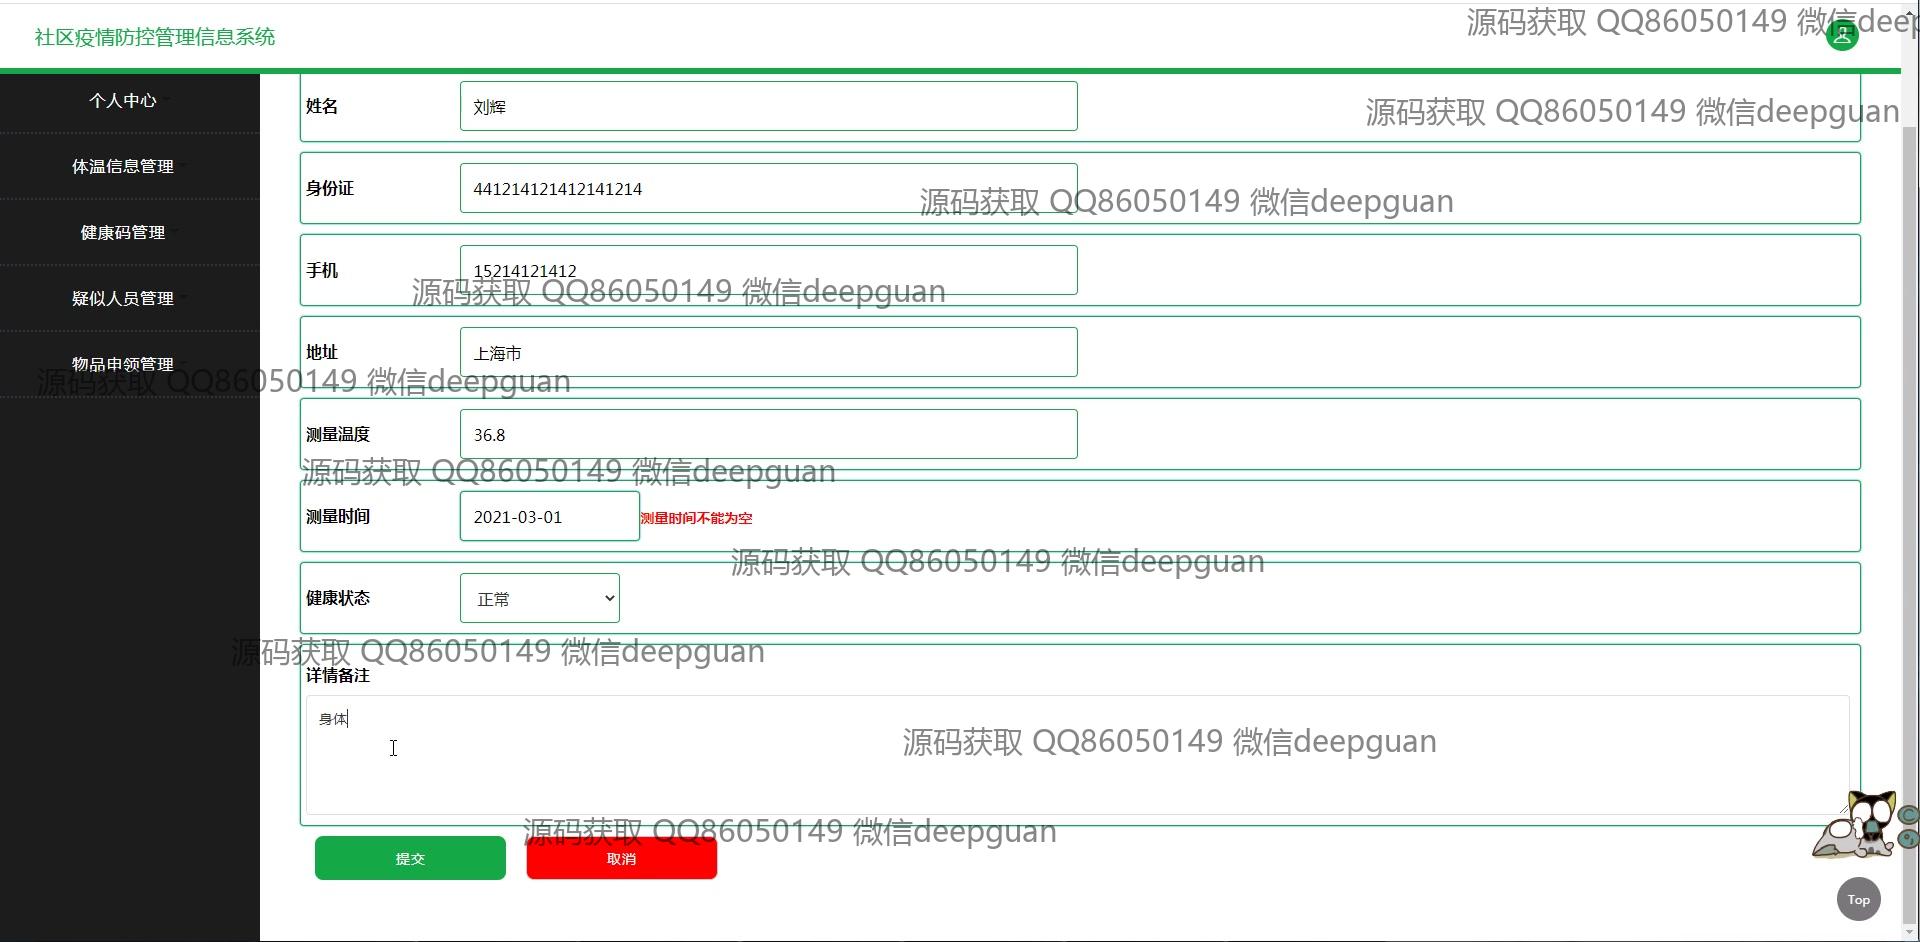 源码获取 QQ86050149 微信deep
社区疫情防控管理信息系统
个人中心
姓名
刘辉
源码获取 QQ86050149 微信deepguan
体温信息管理
身份证
441214121412141214
源码获取 QQ86050149 微信deepguan
健康码管理
手机
15214121412
源码获取 QQ86050149 微信deepguan
疑似人员管理
地址
上海市
物品申领管理
源码获取 QQ86050149 微信deepguan
测量温度
36.8
源码获取 QQ86050149 微信deepguan
测量时间
2021-03-01
测量时间不能为空
源码获取 QQ86050149 微信deepguan
健康状态
正常
源码获取 QQ86050149 微信deepguan
详情备注
身体
源码获取 QQ86050149 微信deepguan
源码获取 QQ86050149 微信deepguan
提交
取消
Top